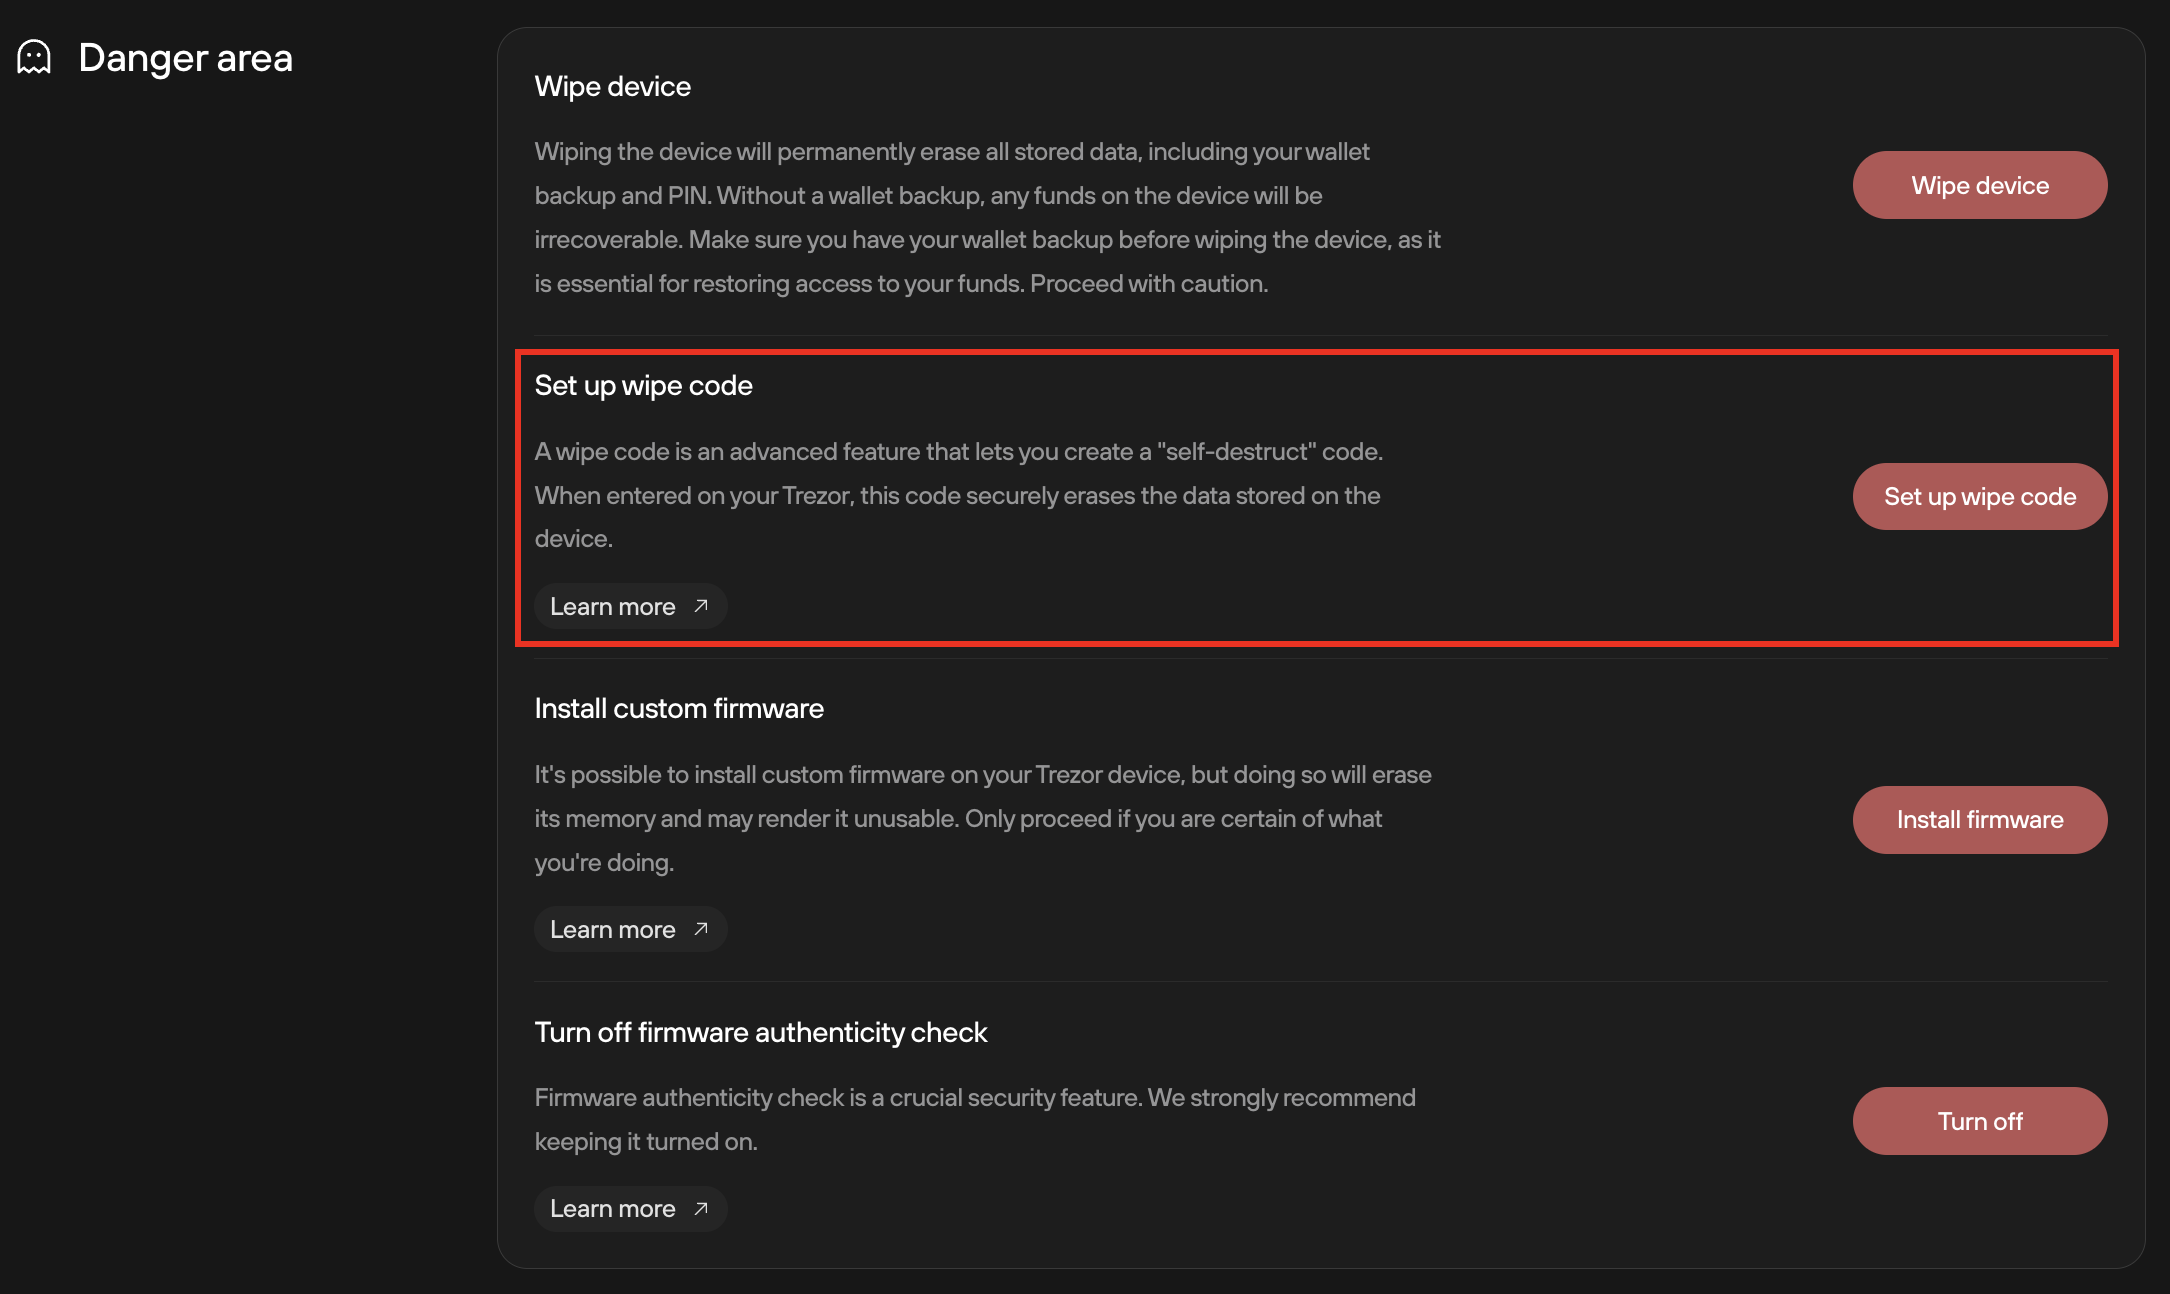 Danger area
Wipe device
Wiping the device will permanently erase all stored data, including your wallet
backup and PIN. Without a wallet backup, any funds on the device will be
irrecoverable. Make sure you have your wallet backup before wiping the device, as it
is essential for restoring access to your funds. Proceed with caution.
Wipe device
Set up wipe code
A wipe code is an advanced feature that lets you create a "self-destruct" code.
When entered on your Trezor, this code securely erases the data stored on the
device.
Set up wipe code
Learn more
Install custom firmware
It's possible to install custom firmware on your Trezor device, but doing so will erase
its memory and may render it unusable. Only proceed if you are certain of what
you're doing.
Install firmware
Learn more
Turn off firmware authenticity check
Firmware authenticity check is a crucial security feature. We strongly recommend
keeping it turned on.
Turn off
Learn more